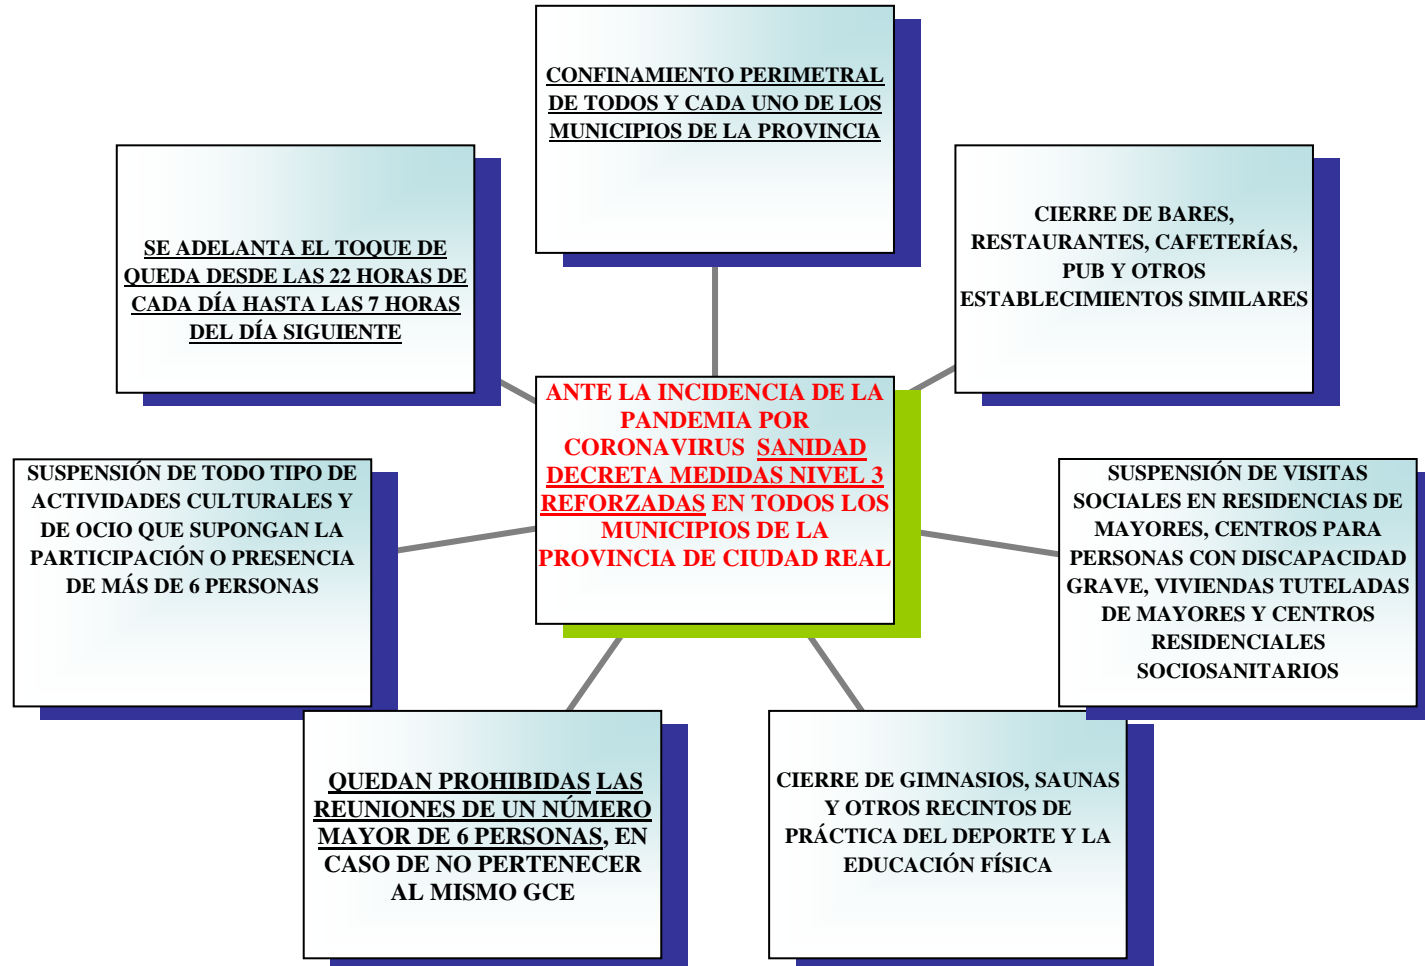 CONFINAMIENTO PERIMETRAL
DE TODOS Y CADA UNO DE LOS
MUNICIPIOS DE LA PROVINCIA
SE ADELANTA EL TOQUE DE
QUEDA DESDE LAS 22 HORAS DE
CADA DÍA HASTA LAS 7 HORAS
DEL DÍA SIGUIENTE
CIERRE DE BARES,
RESTAURANTES, CAFETERÍAS,
PUB Y OTROS
ESTABLECIMIENTOS SIMILARES
ANTE LA INCIDENCIA DE LA
PANDEMIA POR
CORONAVIRUS SANIDAD
DECRETA MEDIDAS NIVEL 3
REFORZADAS EN TODOS LOS
MUNICIPIOS DE LA
PROVINCIA DE CIUDAD REAL
SUSPENSIÓN DE TODO TIPO DE
ACTIVIDADES CULTURALES Y
DE OCIO QUE SUPONGAN LA
PARTICIPACIÓN O PRESENCIA
DE MÁS DE 6 PERSONAS
SUSPENSIÓN DE VISITAS
SOCIALES EN RESIDENCIAS DE
MAYORES, CENTROS PARA
PERSONAS CON DISCAPACIDAD
GRAVE, VIVIENDAS TUTELADAS
DE MAYORES Y CENTROS
RESIDENCIALES
SOCIOSANITARIOS
QUEDAN PROHIBIDAS LAS
REUNIONES DE UN NÚMERO
MAYOR DE 6 PERSONAS, EN
CASO DE NO PERTENECER
AL MISMO GCE
CIERRE DE GIMNASIOS, SAUNAS
Y OTROS RECINTOS DE
PRÁCTICA DEL DEPORTE Y LA
EDUCACIÓN FÍSICA